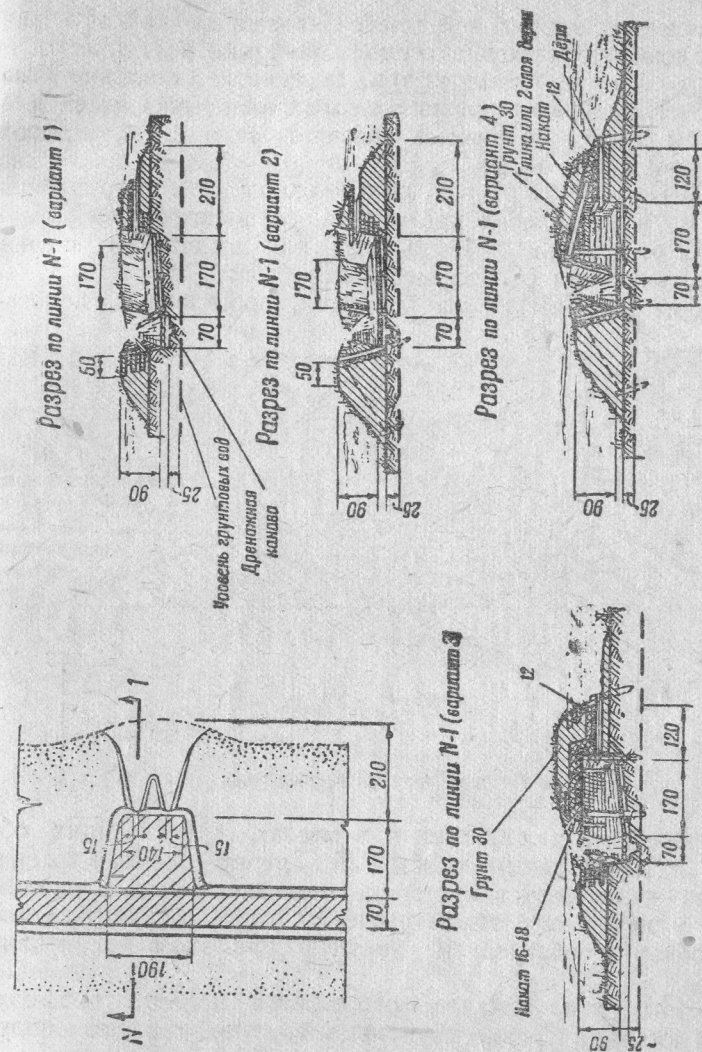 Разрез по линии N-1 (вариант 1)
50
170
90
25
70
170
210
Уровень грунтовых вод
Дренажная
канава
Разрез по линии N-1 (вариант 2)
50
170
90
25
70
170
210
Разрез по линии N-1 (вариант 4)
Грунт 30
Глина или 2 слоя
Накат
12
Дёрн
90
25
70
170
120
N
1
190
15
140
15
70
170
210
Разрез по линии N-1 (вариант 3)
Грунт 30
Накат 16-18
12
90
~25
70
170
120